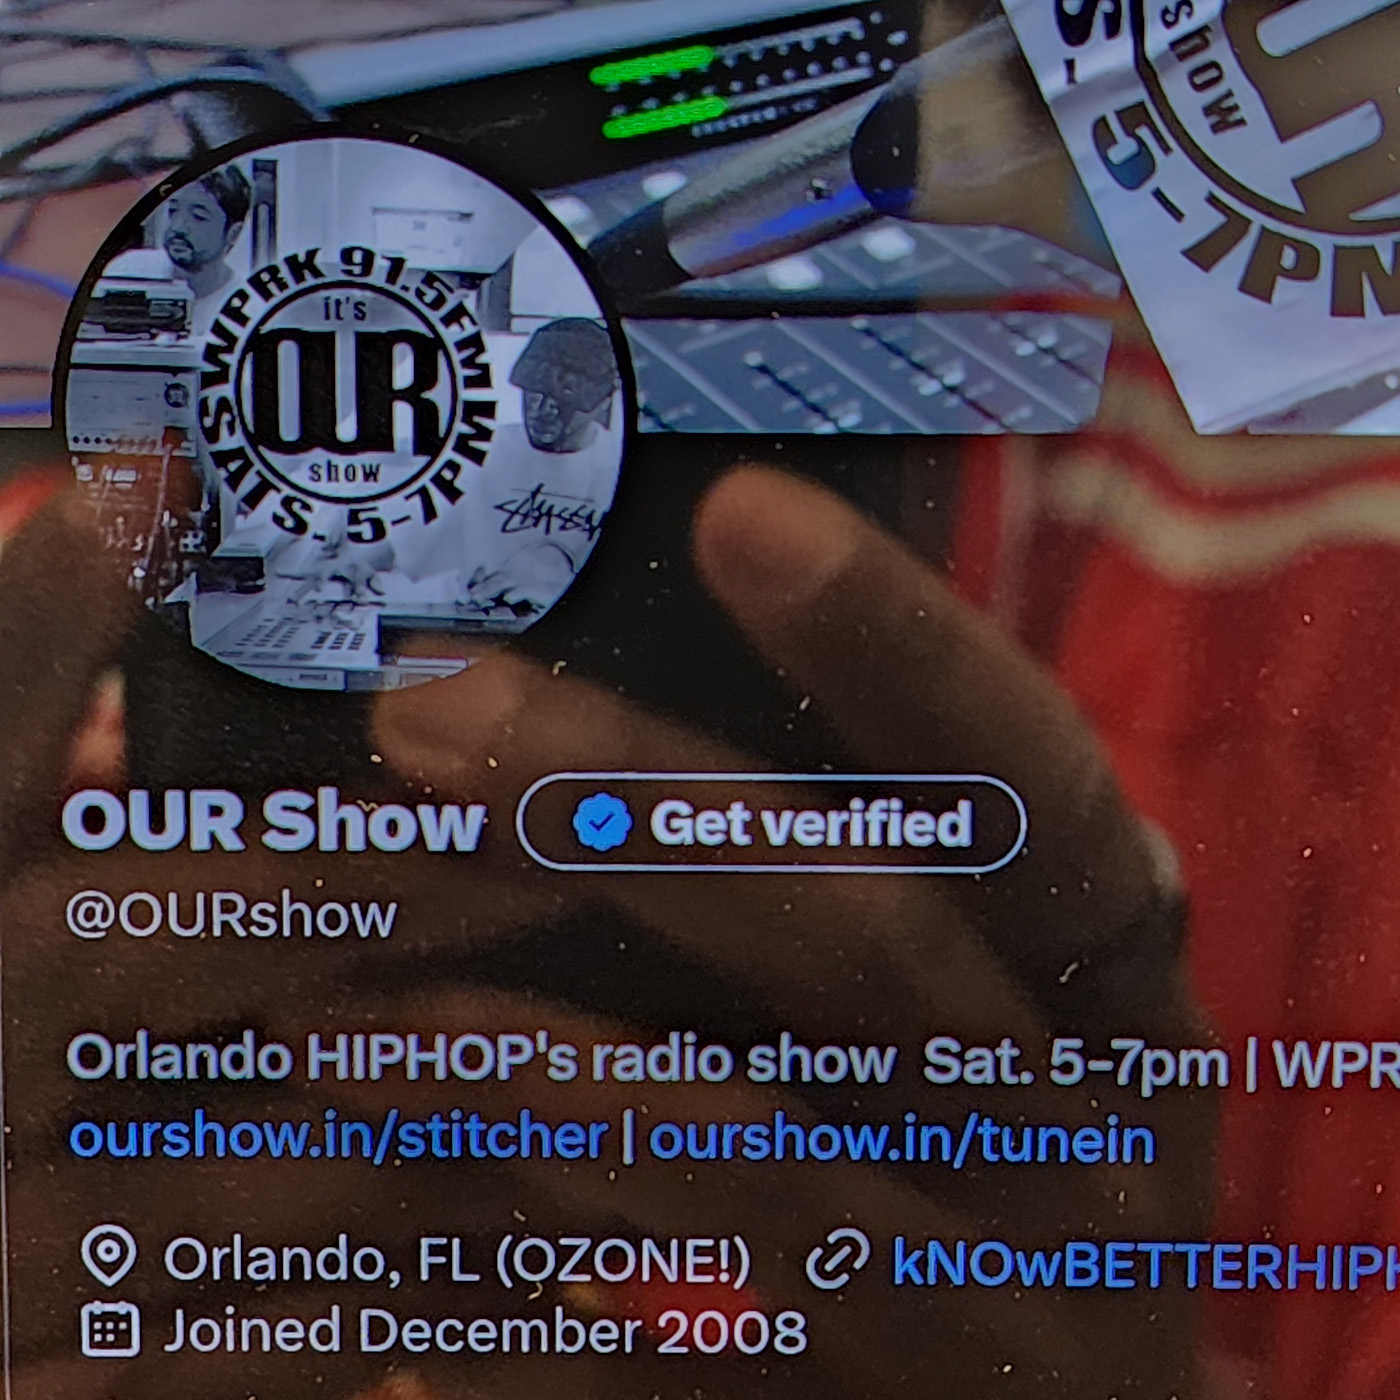 S- 5-7PM
Show
WPRK 91.5FM
it's
OUR
show
SATS. 5-7PM
STUSSY
OUR Show Get verified
@OURshow
Orlando HIPHOP's radio show Sat. 5-7pm | WPR
ourshow.in/stitcher | ourshow.in/tunein
Orlando, FL (OZONE!) kNOwBETTERHIPH
Joined December 2008